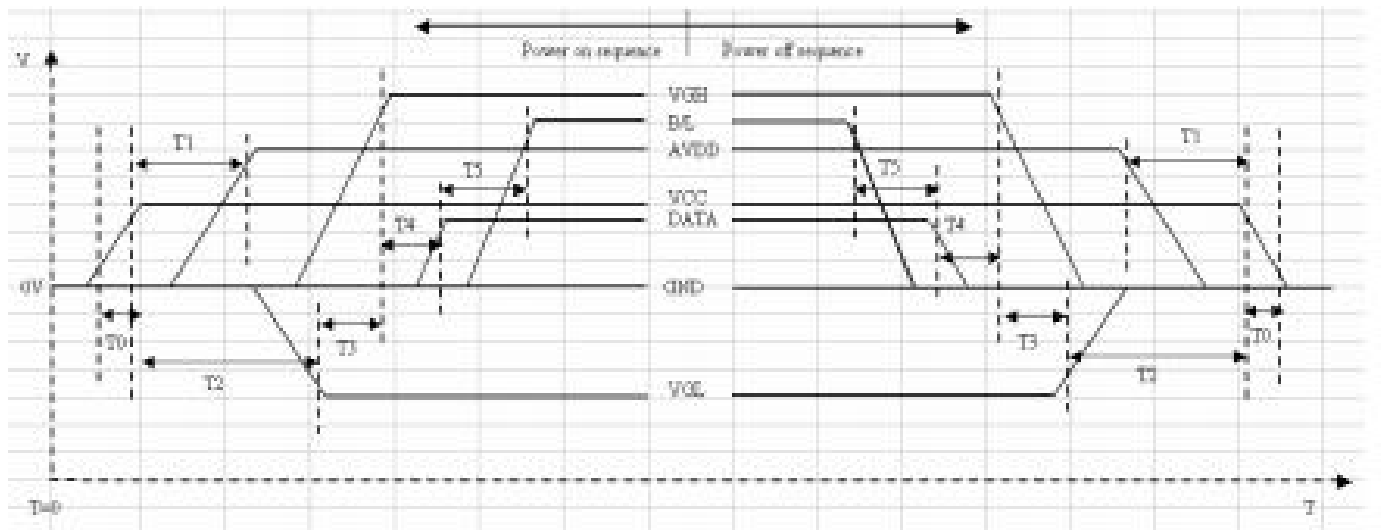 Power on sequence Power off sequence
V
VGH
B/L
T1 AVDD T1
T5 T5
VCC
DATA
T4 T4
0V GND
T0 T3 T3 T0
T2 T2
VGL
T=0 T